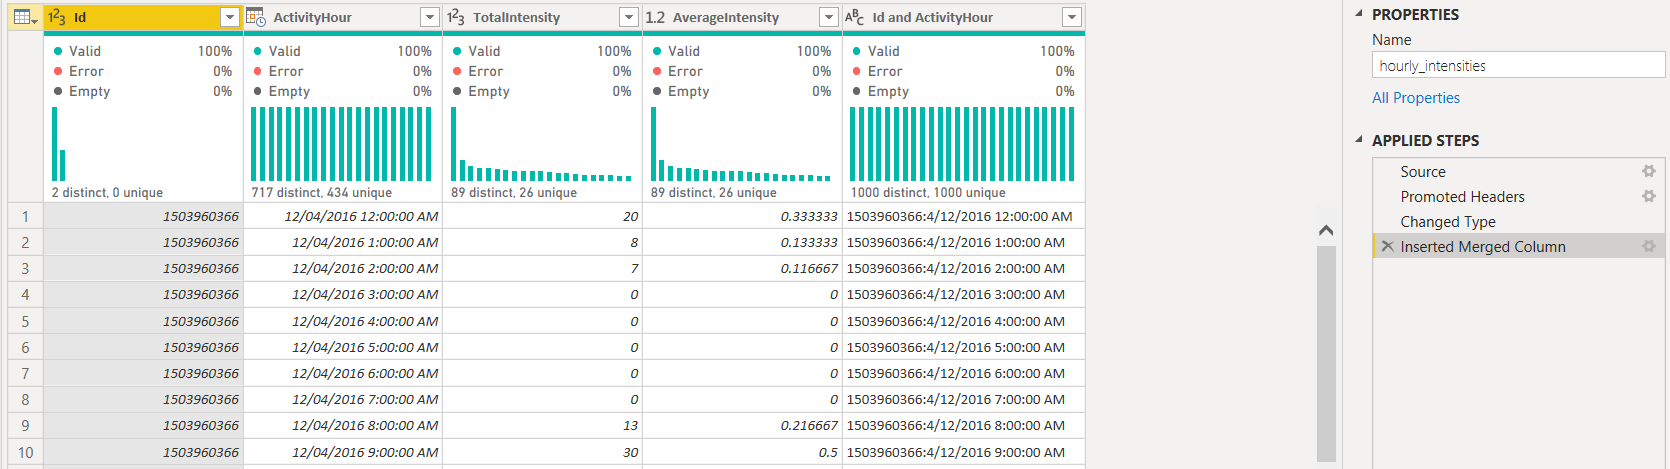 1²3 Id ActivityHour 1²3 TotalIntensity 1.2 AverageIntensity ABC Id and ActivityHour
Valid 100% Valid 100% Valid 100% Valid 100% Valid 100%
Error 0% Error 0% Error 0% Error 0% Error 0%
Empty 0% Empty 0% Empty 0% Empty 0% Empty 0%
2 distinct, 0 unique 717 distinct, 434 unique 89 distinct, 26 unique 89 distinct, 26 unique 1000 distinct, 1000 unique
1 1503960366 12/04/2016 12:00:00 AM 20 0.333333 1503960366:4/12/2016 12:00:00 AM
2 1503960366 12/04/2016 1:00:00 AM 8 0.133333 1503960366:4/12/2016 1:00:00 AM
3 1503960366 12/04/2016 2:00:00 AM 7 0.116667 1503960366:4/12/2016 2:00:00 AM
4 1503960366 12/04/2016 3:00:00 AM 0 0 1503960366:4/12/2016 3:00:00 AM
5 1503960366 12/04/2016 4:00:00 AM 0 0 1503960366:4/12/2016 4:00:00 AM
6 1503960366 12/04/2016 5:00:00 AM 0 0 1503960366:4/12/2016 5:00:00 AM
7 1503960366 12/04/2016 6:00:00 AM 0 0 1503960366:4/12/2016 6:00:00 AM
8 1503960366 12/04/2016 7:00:00 AM 0 0 1503960366:4/12/2016 7:00:00 AM
9 1503960366 12/04/2016 8:00:00 AM 13 0.216667 1503960366:4/12/2016 8:00:00 AM
10 1503960366 12/04/2016 9:00:00 AM 30 0.5 1503960366:4/12/2016 9:00:00 AM
PROPERTIES
Name
hourly_intensities
All Properties
APPLIED STEPS
Source
Promoted Headers
Changed Type
Inserted Merged Column